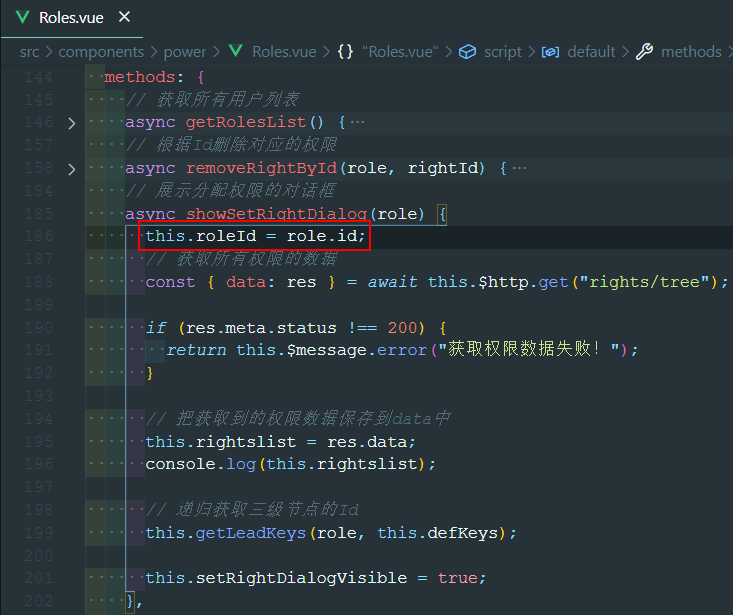 Roles.vue ×
src > components > power > Roles.vue > {} "Roles.vue" > script > default > methods >
144 methods: {
145 // 获取所有用户列表
146 async getRolesList() { ···
157 // 根据Id删除对应的权限
158 async removeRightById(role, rightId) { ···
184 // 展示分配权限的对话框
185 async showSetRightDialog(role) {
186 this.roleId = role.id;
187 // 获取所有权限的数据
188 const { data: res } = await this.$http.get("rights/tree");
189
190 if (res.meta.status !== 200) {
191 return this.$message.error("获取权限数据失败！");
192 }
193
194 // 把获取到的权限数据保存到data中
195 this.rightslist = res.data;
196 console.log(this.rightslist);
197
198 // 递归获取三级节点的Id
199 this.getLeadKeys(role, this.defKeys);
200
201 this.setRightDialogVisible = true;
202 },